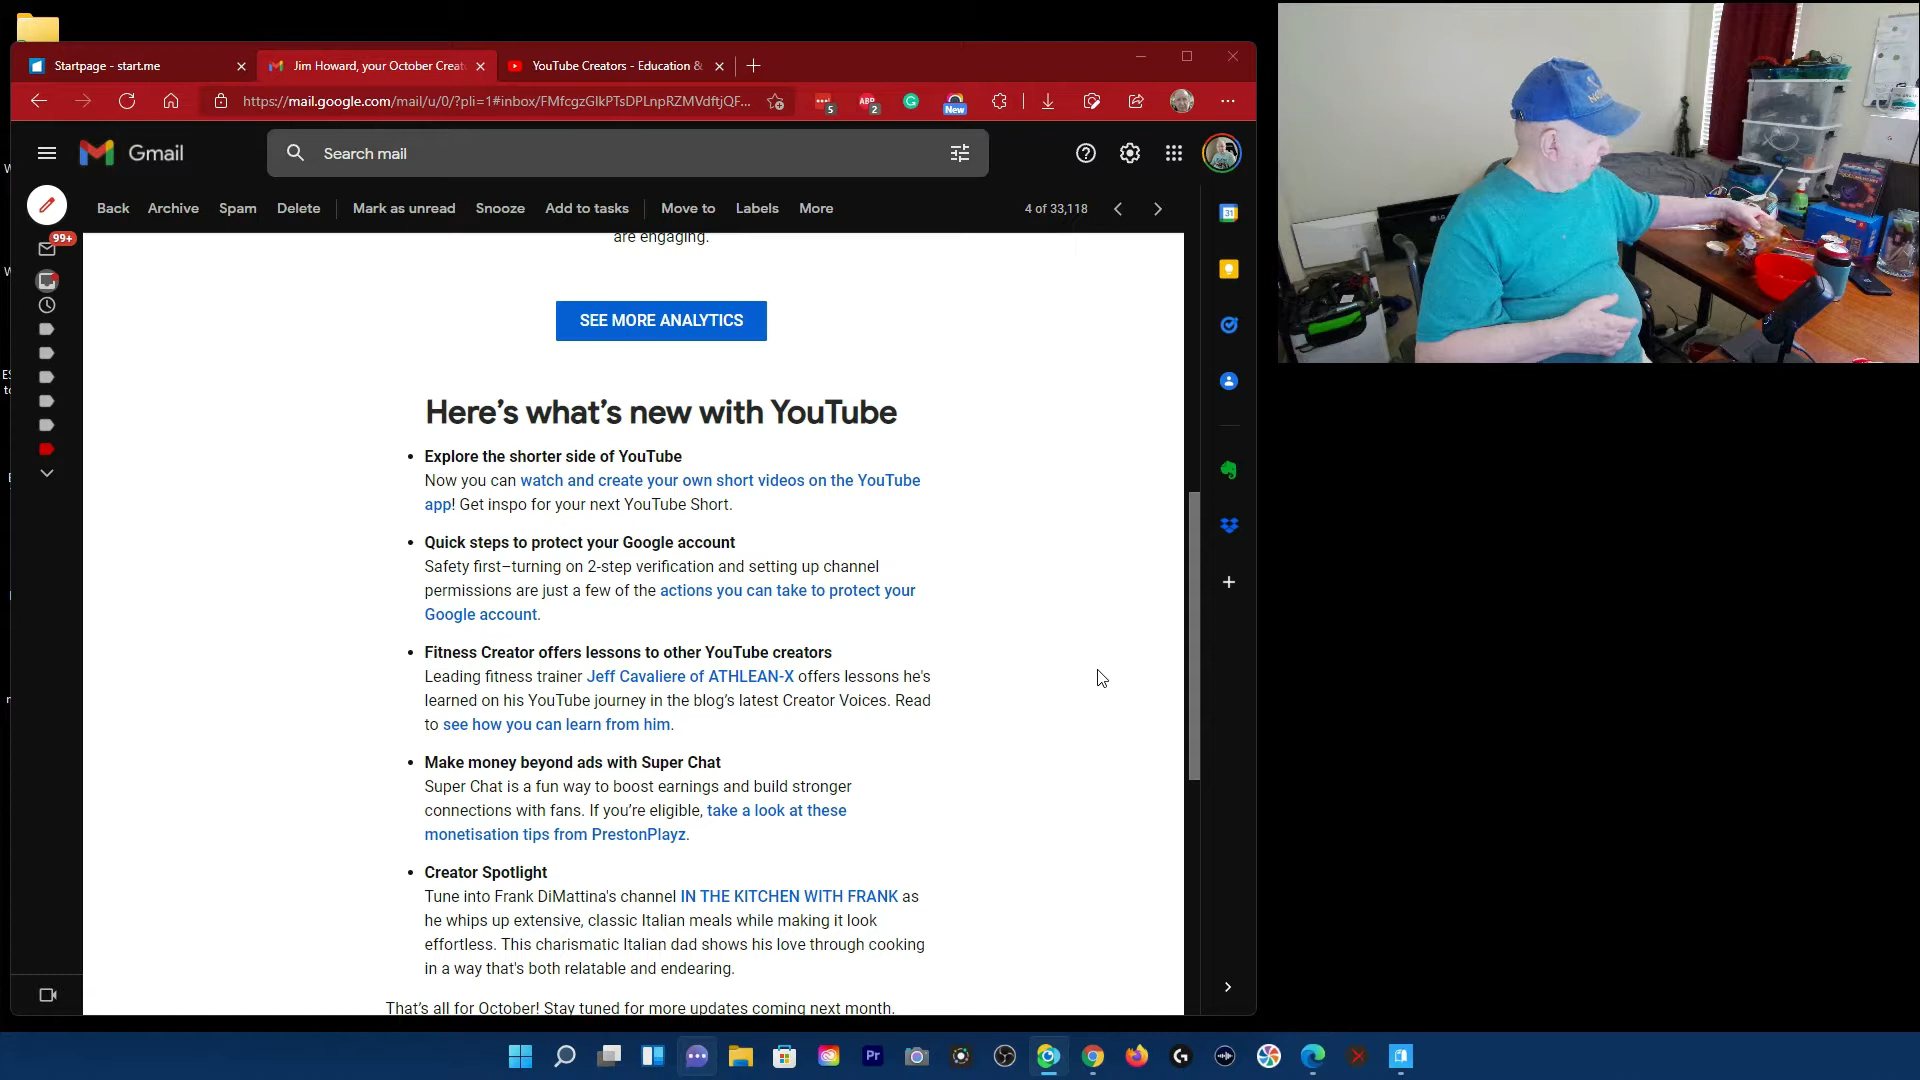 Startpage - start.me
Jim Howard, your October Creat
YouTube Creators - Education &
https://mail.google.com/mail/u/0/?pli=1#inbox/FMfcgzGlkPTsDPLnpRZMVdftjQF...
5
ABP
2
New
Gmail
Search mail
Back
Archive
Spam
Delete
Mark as unread
Snooze
Add to tasks
Move to
Labels
More
4 of 33,118
99+
31
are engaging.
SEE MORE ANALYTICS
Here's what's new with YouTube
Explore the shorter side of YouTube
Now you can watch and create your own short videos on the YouTube
app! Get inspo for your next YouTube Short.
Quick steps to protect your Google account
Safety first–turning on 2-step verification and setting up channel
permissions are just a few of the actions you can take to protect your
Google account.
Fitness Creator offers lessons to other YouTube creators
Leading fitness trainer Jeff Cavaliere of ATHLEAN-X offers lessons he's
learned on his YouTube journey in the blog's latest Creator Voices. Read
to see how you can learn from him.
Make money beyond ads with Super Chat
Super Chat is a fun way to boost earnings and build stronger
connections with fans. If you're eligible, take a look at these
monetisation tips from PrestonPlayz.
Creator Spotlight
Tune into Frank DiMattina's channel IN THE KITCHEN WITH FRANK as
he whips up extensive, classic Italian meals while making it look
effortless. This charismatic Italian dad shows his love through cooking
in a way that's both relatable and endearing.
That's all for October! Stay tuned for more updates coming next month.
LG
Pr